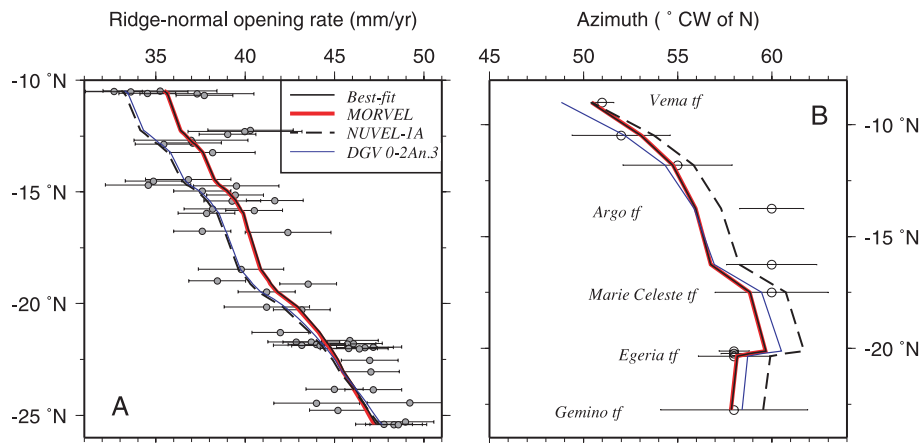 Ridge-normal opening rate (mm/yr)
35 40 45 50
-10 °N
-15 °N
-20 °N
-25 °N
Best-fit
MORVEL
NUVEL-1A
DGV 0-2An.3
A
Azimuth ( ° CW of N)
45 50 55 60
Vema tf
B
Argo tf
Marie Celeste tf
Egeria tf
Gemino tf
-10 °N
-15 °N
-20 °N